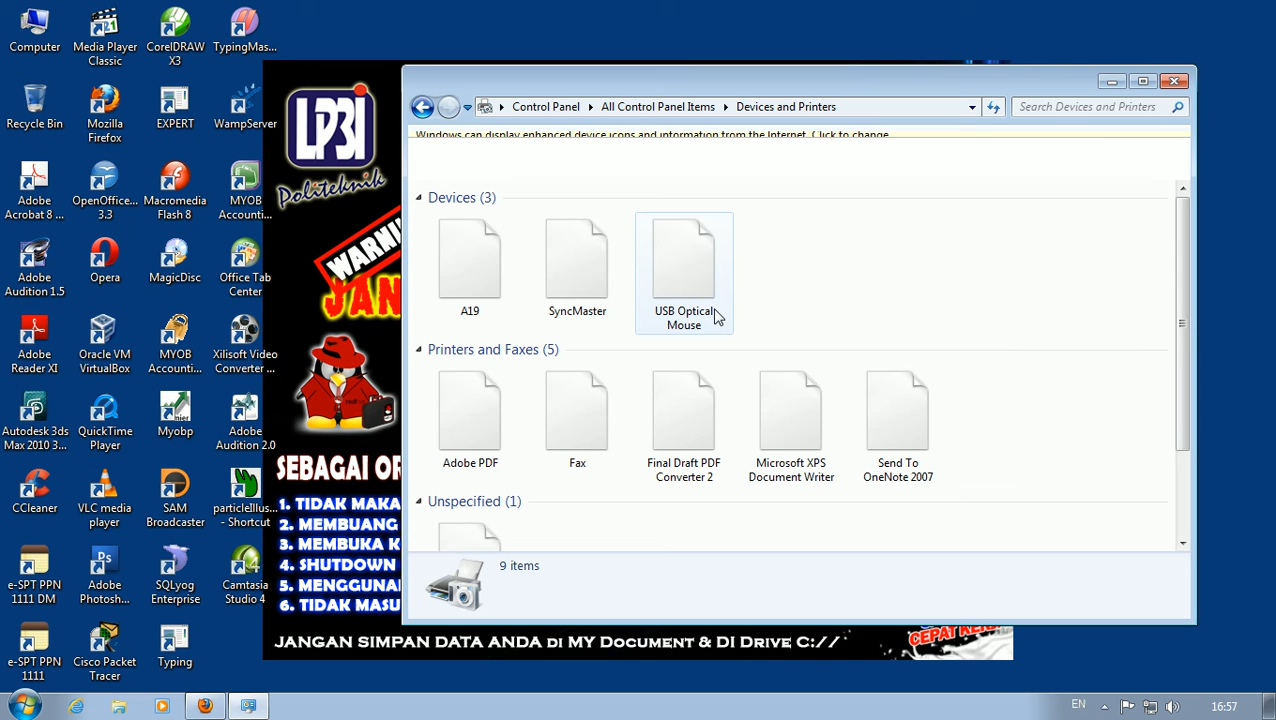 Computer
Media Player
Classic
CorelDRAW
X3
TypingMas...
Recycle Bin
Mozilla
Firefox
EXPERT
WampServer
Adobe
Acrobat 8 ...
OpenOffice...
3.3
Macromedia
Flash 8
MYOB
Accounti...
Adobe
Audition 1.5
Opera
MagicDisc
Office Tab
Center
Adobe
Reader XI
Oracle VM
VirtualBox
MYOB
Accounti...
Xilisoft Video
Converter ...
Autodesk 3ds
Max 2010 3...
QuickTime
Player
Myobp
Adobe
Audition 2.0
CCleaner
VLC media
player
SAM
Broadcaster
particleIllus...
- Shortcut
e-SPT PPN
1111 DM
Adobe
Photosh...
SQLyog
Enterprise
Camtasia
Studio 4
e-SPT PPN
1111
Cisco Packet
Tracer
Typing
LP3I
Politeknik
WARNI
JAN
SEBAGAI OR
1. TIDAK MAKA
2. MEMBUANG
3. MEMBUKA K
4. SHUTDOWN
5. MENGGUNA
6. TIDAK MASU
JANGAN SIMPAN DATA ANDA di MY Document & DI Drive C://
Control Panel
All Control Panel Items
Devices and Printers
Search Devices and Printers
Windows can display enhanced device icons and information from the Internet. Click to change...
Devices (3)
A19
SyncMaster
USB Optical
Mouse
Printers and Faxes (5)
Adobe PDF
Fax
Final Draft PDF
Converter 2
Microsoft XPS
Document Writer
Send To
OneNote 2007
Unspecified (1)
9 items
EN
16:57